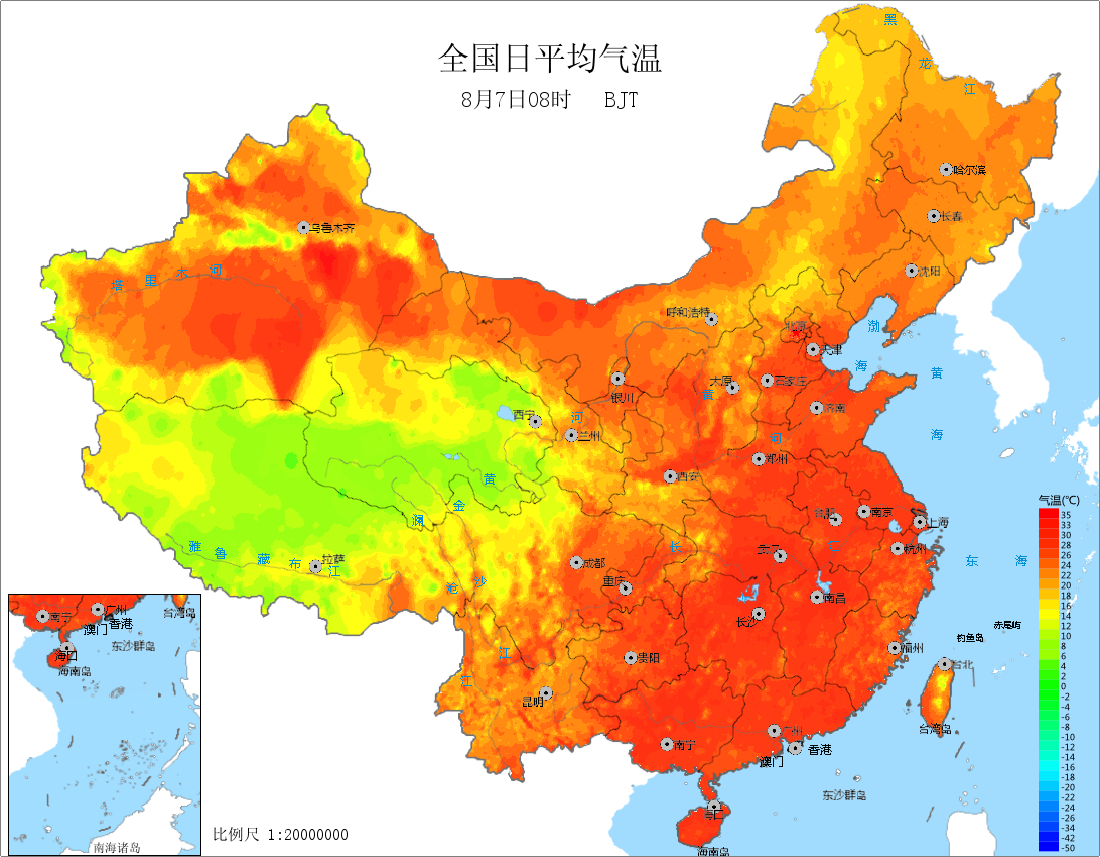 全国日平均气温
8月7日08时 BJT
黑
龙
江
哈尔滨
长春
乌鲁木齐
塔 里 木 河
沈阳
呼和浩特
北京
渤
海
天津
黄
海
太原
石家庄
银川
黄
河
济南
西宁
河
兰州
郑州
西安
黄
金
澜
南京
合肥
上海
气温(℃)
35
33
30
28
26
24
22
20
18
16
14
12
10
8
6
4
2
0
-2
-4
-6
-8
-10
-12
-14
-16
-18
-20
-22
-24
-26
-34
-42
-50
雅 鲁 藏 布 江
拉萨
长
江
杭州
东 海
成都
武汉
重庆
沧
沙
南昌
长沙
赤尾屿
钓鱼岛
江
江
贵阳
福州
台北
昆明
台湾岛
南宁
广州
香港
澳门
东沙群岛
海口
海南岛
南宁
广州
台湾岛
香港
澳门
东沙群岛
海口
海南岛
南海诸岛
比例尺 1:20000000